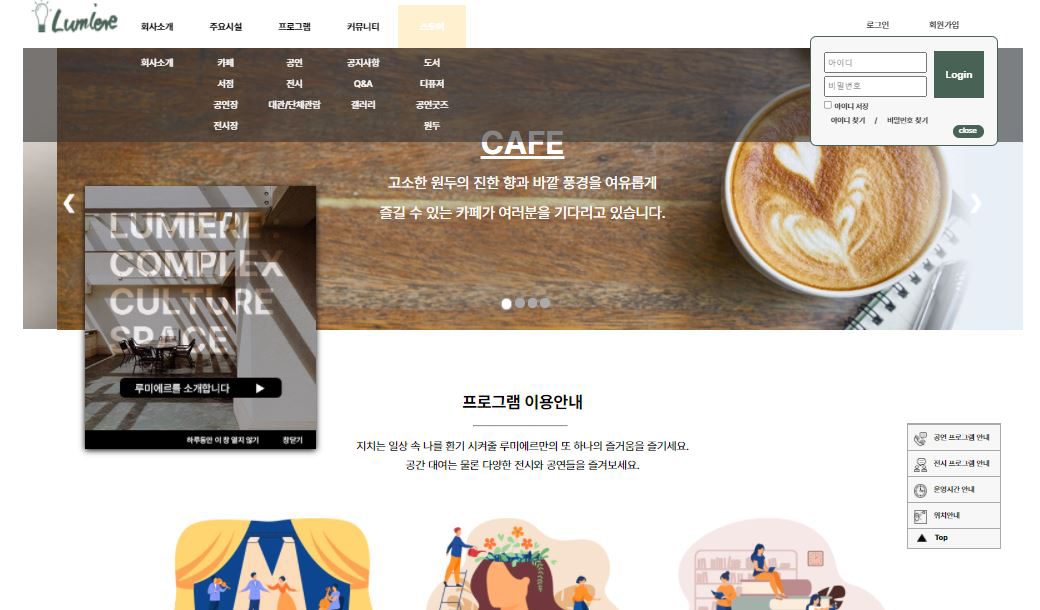 Lumiere
회사소개 주요시설 프로그램 커뮤니티 스토어
로그인 회원가입
회사소개 카페 공연 공지사항 도서
서점 전시 Q&A 디퓨저
공연장 대관/단체관람 갤러리 공연굿즈
전시장 원두
아이디
비밀번호
Login
아이디 저장
아이디 찾기 / 비밀번호 찾기
close
CAFE
고소한 원두의 진한 향과 바깥 풍경을 여유롭게
즐길 수 있는 카페가 여러분을 기다리고 있습니다.
LUMIERE
COMPLEX
CULTURE
SPACE
루미에르를 소개합니다
하루동안 이 창 열지 않기 창닫기
프로그램 이용안내
지치는 일상 속 나를 환기 시켜줄 루미에르만의 또 하나의 즐거움을 즐기세요.
공간 대여는 물론 다양한 전시와 공연들을 즐겨보세요.
공연 프로그램 안내
전시 프로그램 안내
운영시간 안내
위치안내
Top